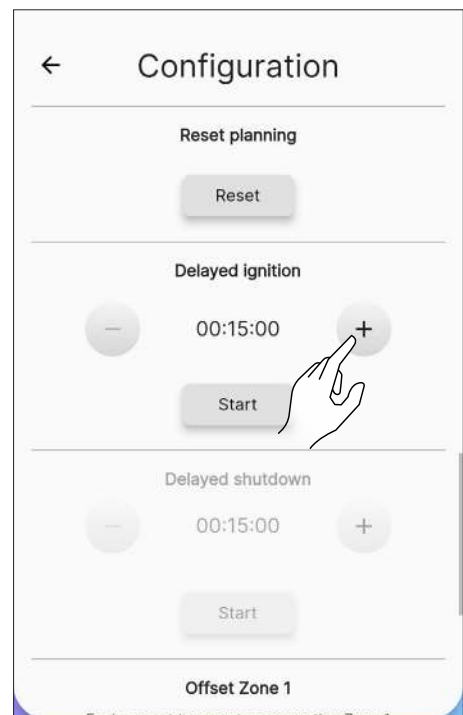 ← Configuration
Reset planning
Reset
Delayed ignition
− 00:15:00 +
Start
Delayed shutdown
− 00:15:00 +
Start
Offset Zone 1